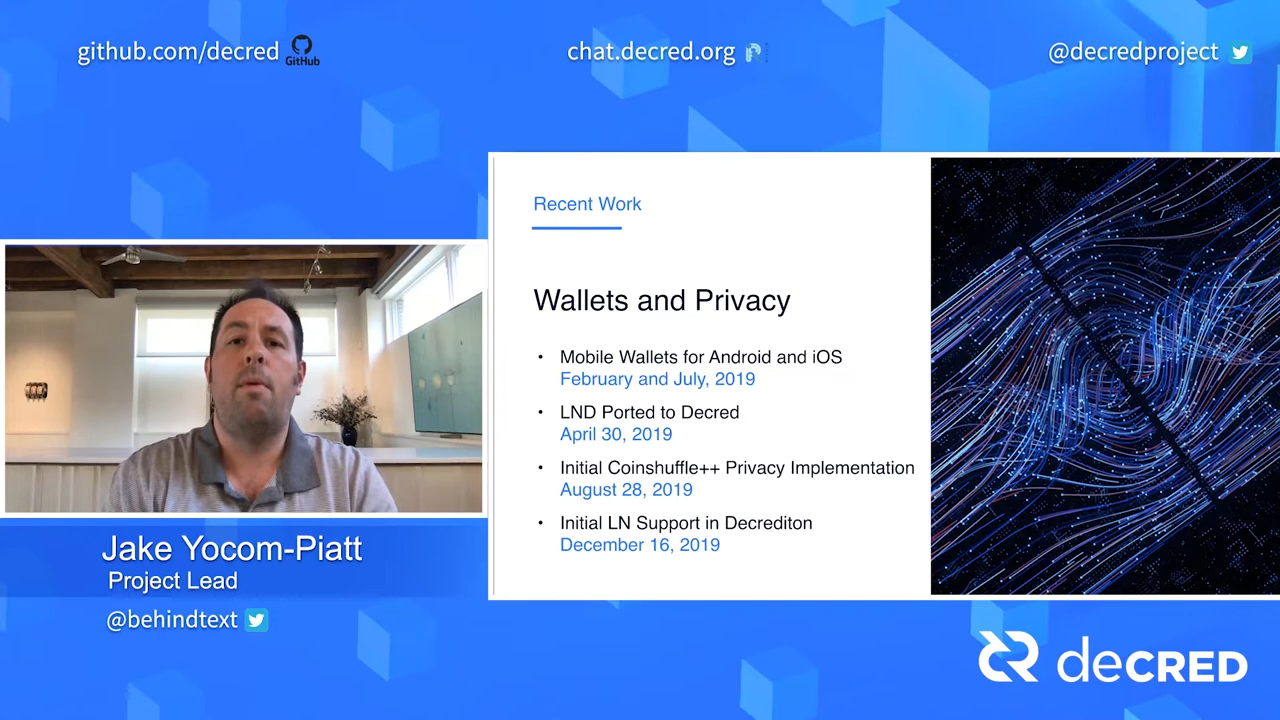 github.com/decred
GitHub
chat.decred.org
@decredproject
Recent Work
Wallets and Privacy
• Mobile Wallets for Android and iOS
February and July, 2019
• LND Ported to Decred
April 30, 2019
• Initial Coinshuffle++ Privacy Implementation
August 28, 2019
• Initial LN Support in Decrediton
December 16, 2019
Jake Yocom-Piatt
Project Lead
@behindtext
deCRED